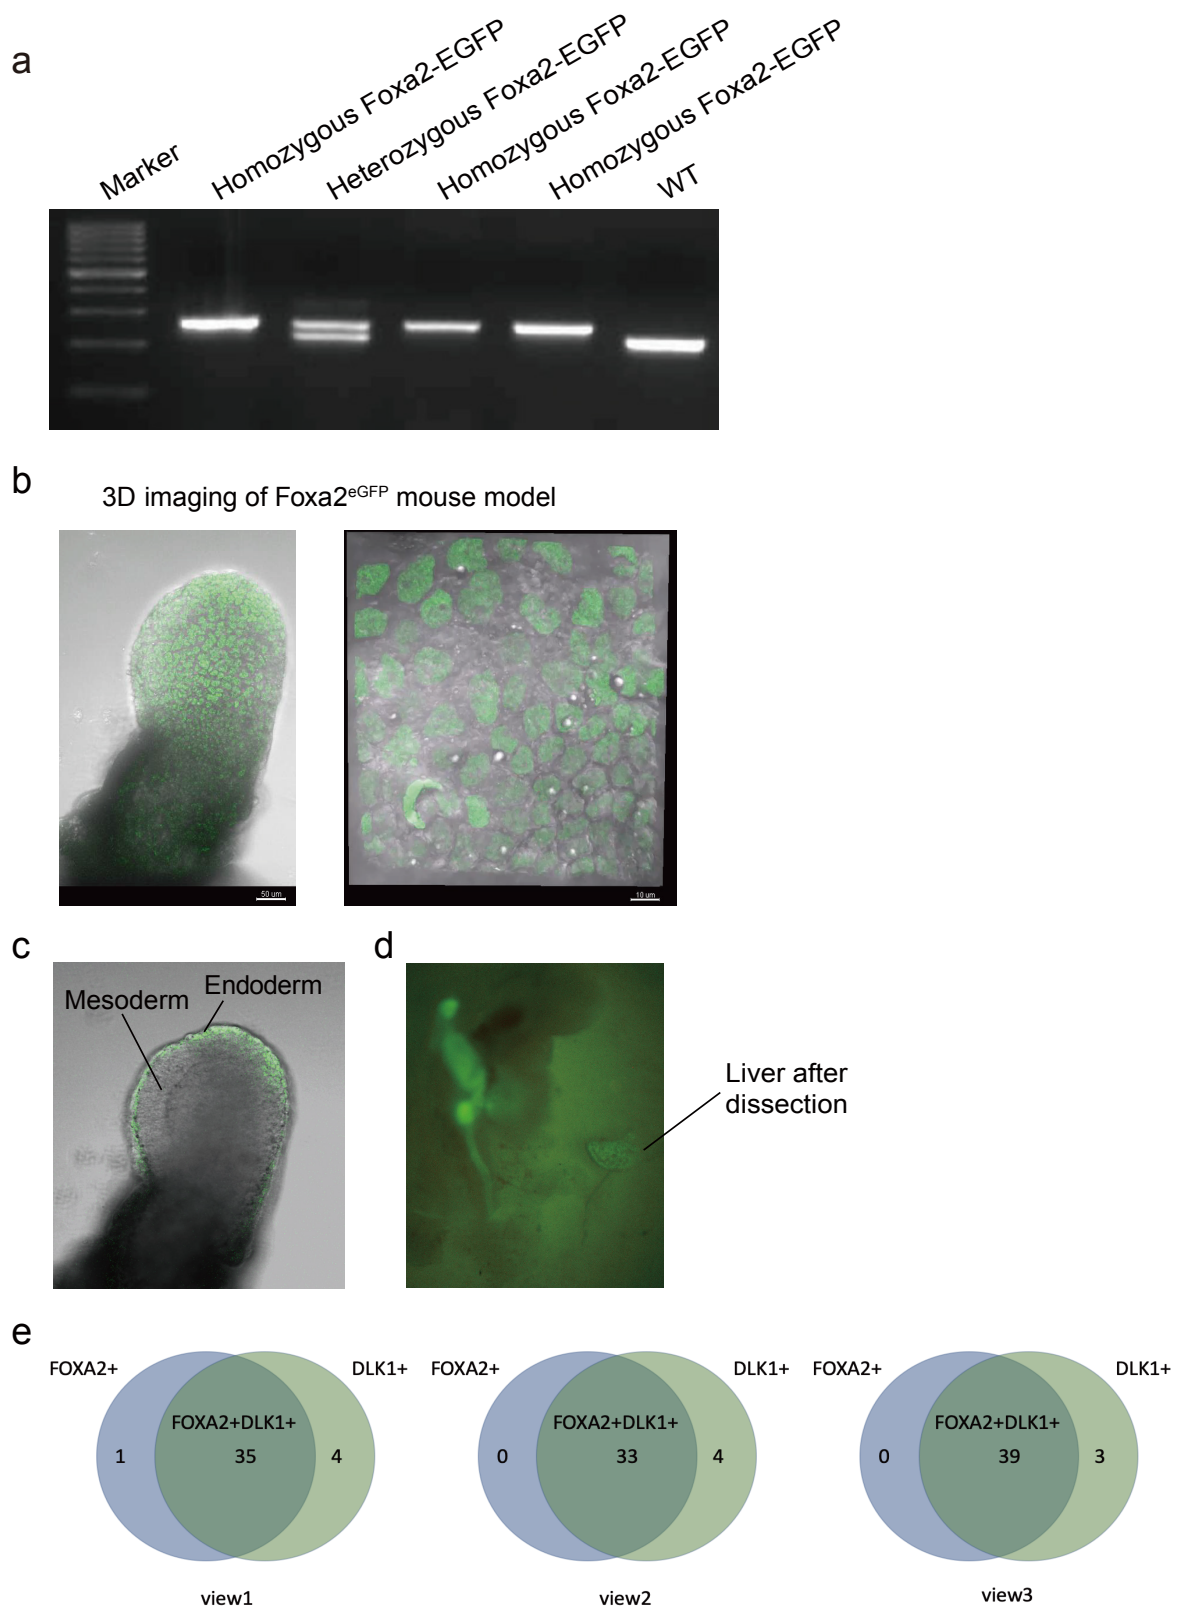 a
Marker
Homozygous Foxa2-EGFP
Heterozygous Foxa2-EGFP
Homozygous Foxa2-EGFP
Homozygous Foxa2-EGFP
WT
b
3D imaging of Foxa2eGFP mouse model
50 um
10 um
c
Mesoderm
Endoderm
d
Liver after
dissection
e
FOXA2+
DLK1+
FOXA2+DLK1+
1
35
4
view1
FOXA2+
DLK1+
FOXA2+DLK1+
0
33
4
view2
FOXA2+
DLK1+
FOXA2+DLK1+
0
39
3
view3